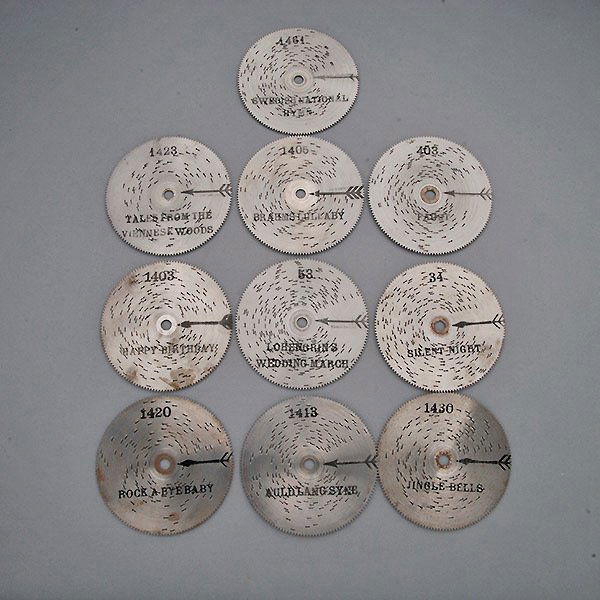 1461
SWEDISH NATIONAL
HYMN
1423
TALES FROM THE
VIENNESE WOODS
1405
BRAHMS LULLABY
403
FAUST
1403
HAPPY BIRTHDAY
53
LOHENGRIN'S
WEDDING MARCH
34
SILENT NIGHT
1420
ROCK A BYE BABY
1413
AULD LANG SYNE
1430
JINGLE BELLS